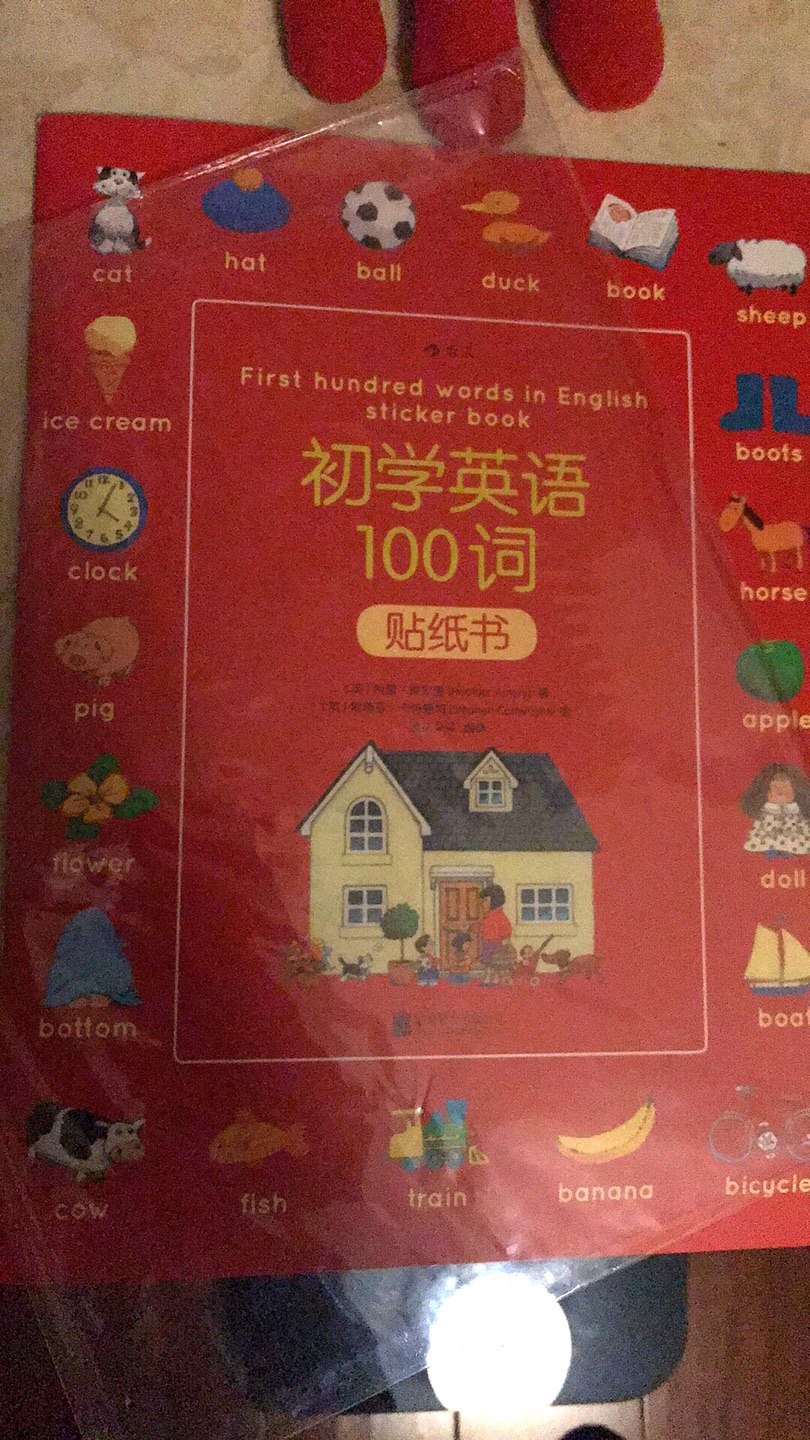 cat
hat
ball
duck
book
sheep
First hundred words in English
sticker book
初学英语
100词
贴纸书
ice cream
clock
pig
flower
bottom
cow
fish
train
banana
bicycle
boots
horse
apple
doll
boat